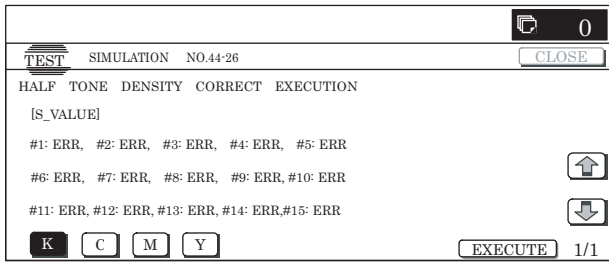 0
TEST SIMULATION NO.44-26 CLOSE
HALF TONE DENSITY CORRECT EXECUTION
[S_VALUE]
#1: ERR, #2: ERR, #3: ERR, #4: ERR, #5: ERR
#6: ERR, #7: ERR, #8: ERR, #9: ERR, #10: ERR
#11: ERR, #12: ERR, #13: ERR, #14: ERR,#15: ERR
K C M Y EXECUTE 1/1